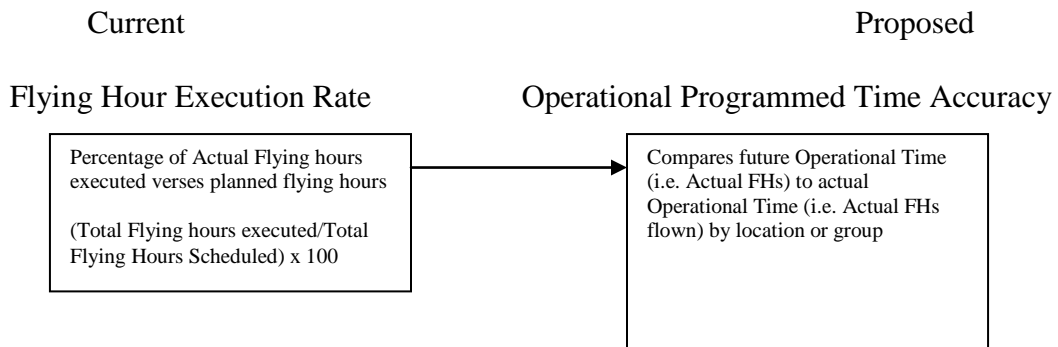 Current
Proposed
Flying Hour Execution Rate
Operational Programmed Time Accuracy
Percentage of Actual Flying hours
executed verses planned flying hours
(Total Flying hours executed/Total
Flying Hours Scheduled) x 100
Compares future Operational Time
(i.e. Actual FHs) to actual
Operational Time (i.e. Actual FHs
flown) by location or group